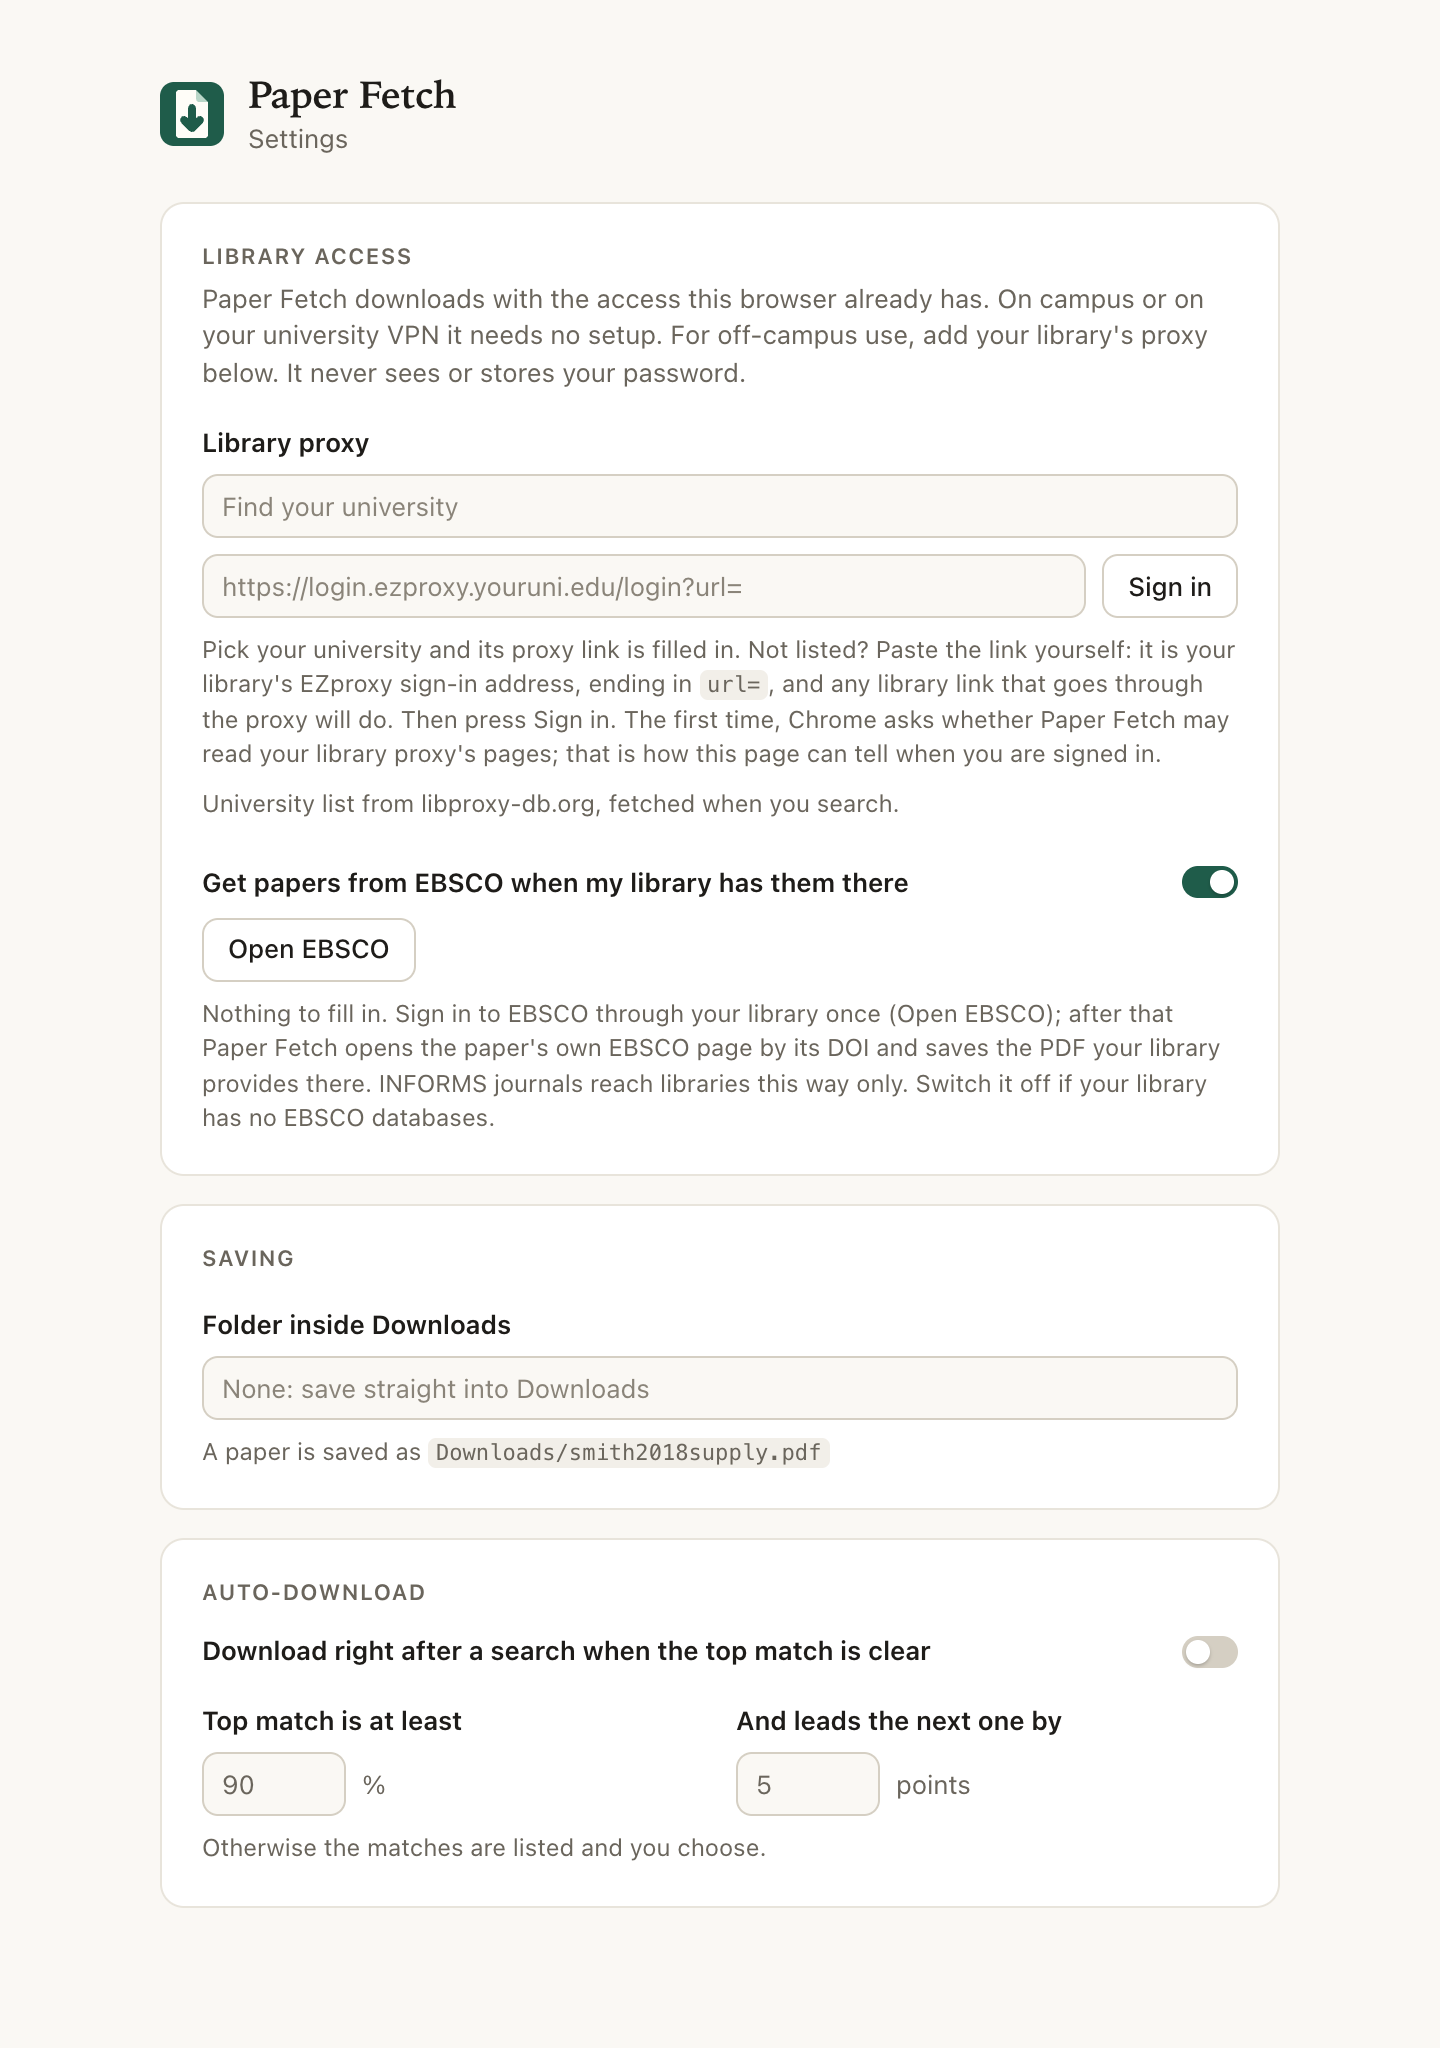 Paper Fetch
Settings
LIBRARY ACCESS
Paper Fetch downloads with the access this browser already has. On campus or on
your university VPN it needs no setup. For off-campus use, add your library's proxy
below. It never sees or stores your password.
Library proxy
Find your university
https://login.ezproxy.youruni.edu/login?url=
Sign in
Pick your university and its proxy link is filled in. Not listed? Paste the link yourself: it is your
library's EZproxy sign-in address, ending in url=, and any library link that goes through
the proxy will do. Then press Sign in. The first time, Chrome asks whether Paper Fetch may
read your library proxy's pages; that is how this page can tell when you are signed in.
University list from libproxy-db.org, fetched when you search.
Get papers from EBSCO when my library has them there
Open EBSCO
Nothing to fill in. Sign in to EBSCO through your library once (Open EBSCO); after that
Paper Fetch opens the paper's own EBSCO page by its DOI and saves the PDF your library
provides there. INFORMS journals reach libraries this way only. Switch it off if your library
has no EBSCO databases.
SAVING
Folder inside Downloads
None: save straight into Downloads
A paper is saved as Downloads/smith2018supply.pdf
AUTO-DOWNLOAD
Download right after a search when the top match is clear
Top match is at least
90 %
And leads the next one by
5 points
Otherwise the matches are listed and you choose.